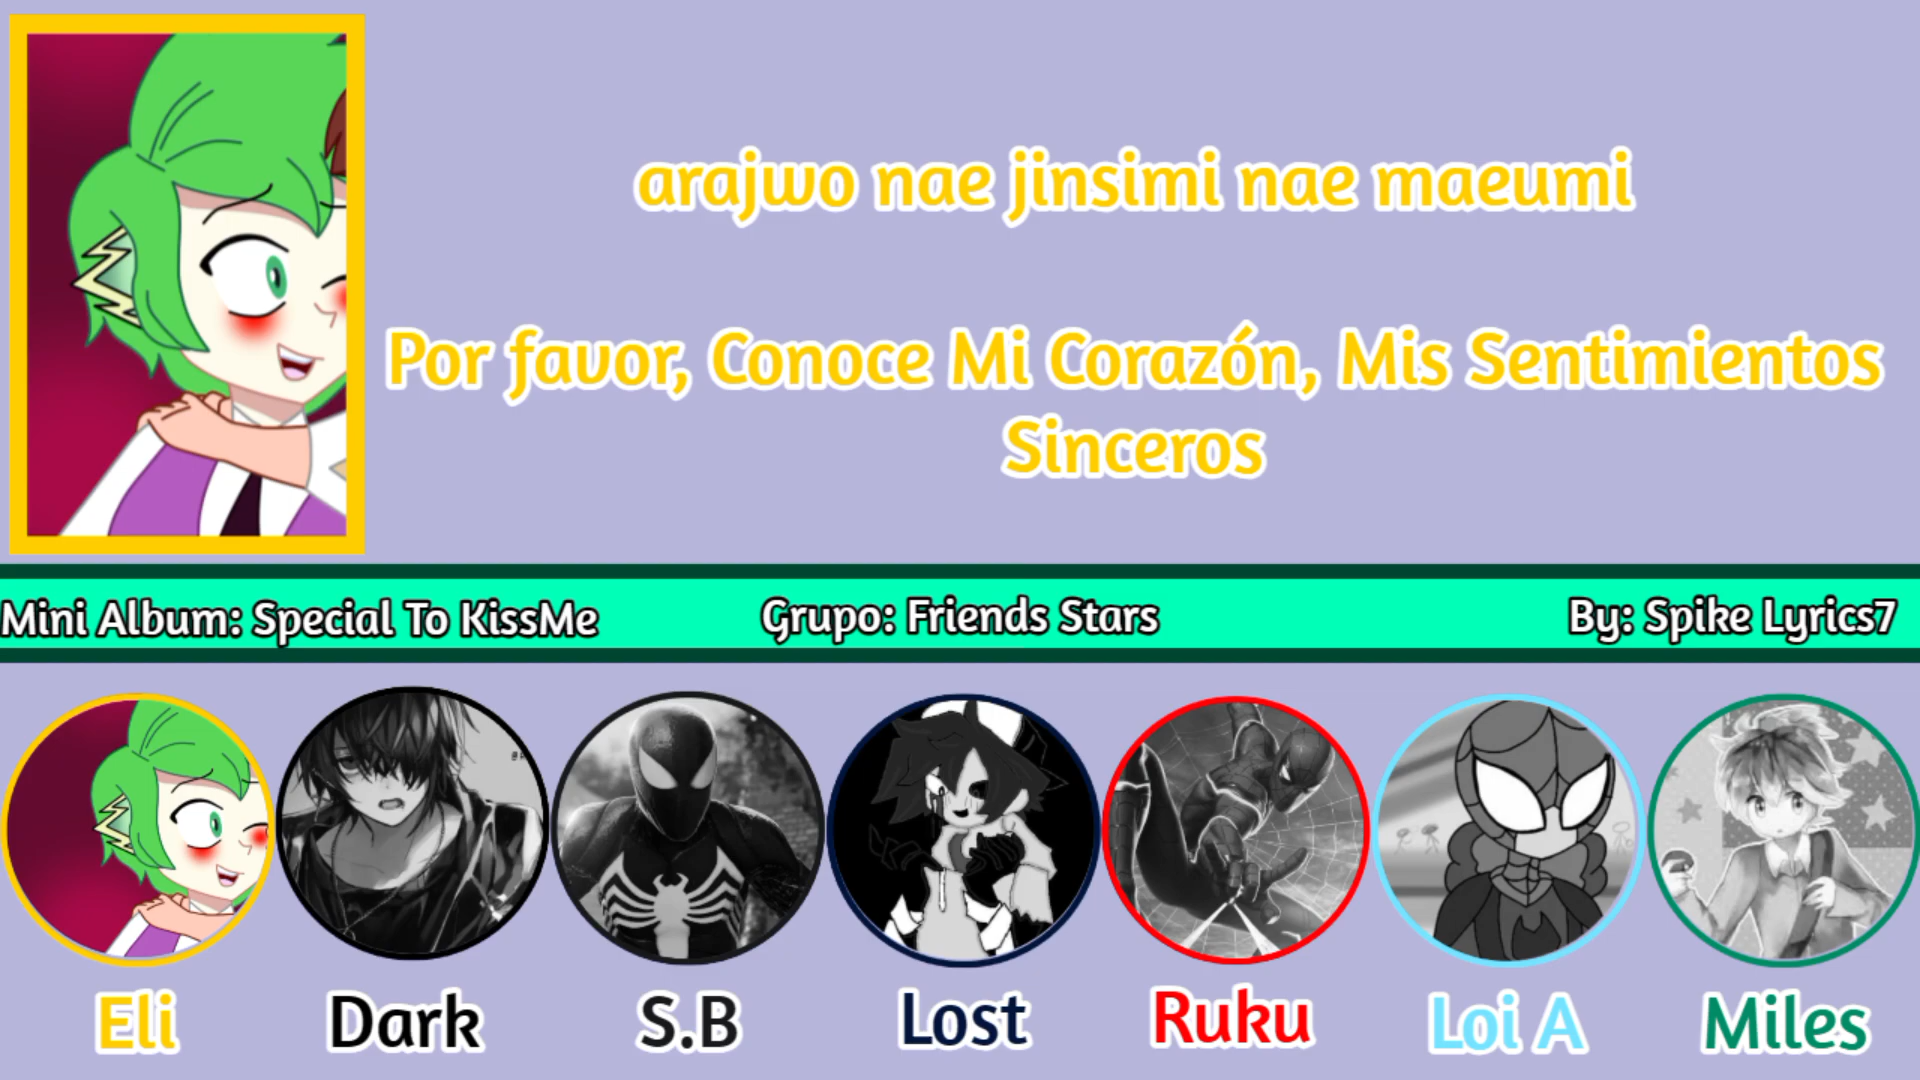 arajwo nae jinsimi nae maeumi
Por favor, Conoce Mi Corazón, Mis Sentimientos
Sinceros
Mini Album: Special To KissMe
Grupo: Friends Stars
By: Spike Lyrics7
Eli
Dark
S.B
Lost
Ruku
Loi A
Miles